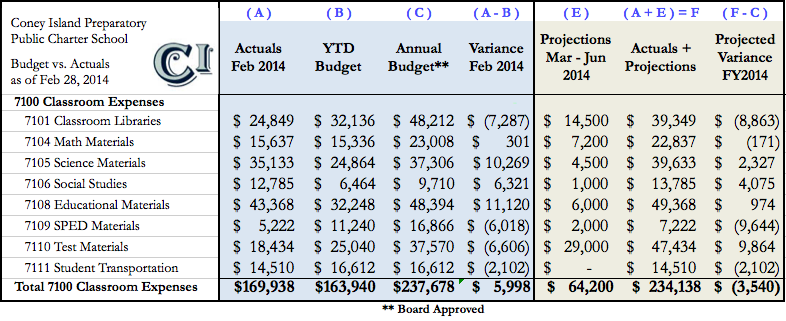 (A) (B) (C) (A-B) (E) (A+E)=F (F-C)
Coney Island Preparatory
Public Charter School
Budget vs. Actuals
as of Feb 28, 2014
CI
Actuals Feb 2014 YTD Budget Annual Budget** Variance Feb 2014 Projections Mar - Jun 2014 Actuals + Projections Projected Variance FY2014
7100 Classroom Expenses
7101 Classroom Libraries $ 24,849 $ 32,136 $ 48,212 $ (7,287) $ 14,500 $ 39,349 $ (8,863)
7104 Math Materials $ 15,637 $ 15,336 $ 23,008 $ 301 $ 7,200 $ 22,837 $ (171)
7105 Science Materials $ 35,133 $ 24,864 $ 37,306 $ 10,269 $ 4,500 $ 39,633 $ 2,327
7106 Social Studies $ 12,785 $ 6,464 $ 9,710 $ 6,321 $ 1,000 $ 13,785 $ 4,075
7108 Educational Materials $ 43,368 $ 32,248 $ 48,394 $ 11,120 $ 6,000 $ 49,368 $ 974
7109 SPED Materials $ 5,222 $ 11,240 $ 16,866 $ (6,018) $ 2,000 $ 7,222 $ (9,644)
7110 Test Materials $ 18,434 $ 25,040 $ 37,570 $ (6,606) $ 29,000 $ 47,434 $ 9,864
7111 Student Transportation $ 14,510 $ 16,612 $ 16,612 $ (2,102) $ - $ 14,510 $ (2,102)
Total 7100 Classroom Expenses $169,938 $163,940 $237,678 $ 5,998 $ 64,200 $ 234,138 $ (3,540)
** Board Approved